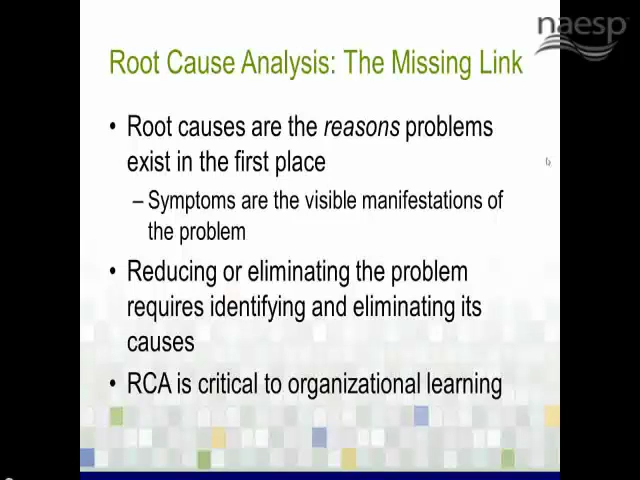 naesp
Root Cause Analysis: The Missing Link
• Root causes are the reasons problems
exist in the first place
– Symptoms are the visible manifestations of
the problem
• Reducing or eliminating the problem
requires identifying and eliminating its
causes
• RCA is critical to organizational learning